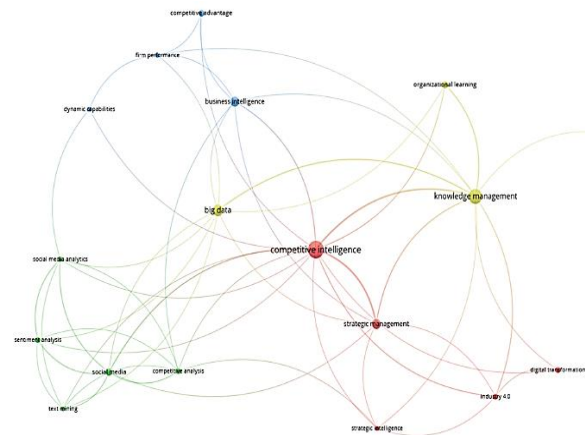 competitive advantage
firm performance
organizational learning
business intelligence
dynamic capabilities
knowledge management
big data
competitive intelligence
social media analytics
strategic management
sentiment analysis
social media
competitor analysis
digital transformation
industry 4.0
text mining
strategic intelligence